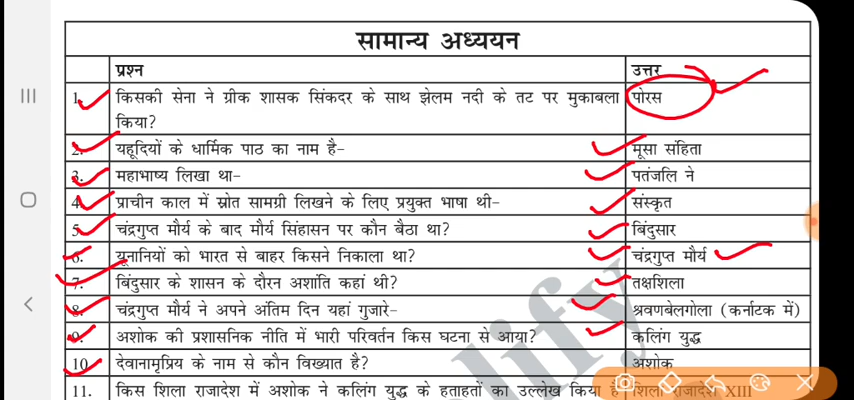 सामान्य अध्ययन
प्रश्न उत्तर
1. किसकी सेना ने ग्रीक शासक सिंकदर के साथ झेलम नदी के तट पर मुकाबला पोरस
किया?
2. यहूदियों के धार्मिक पाठ का नाम है- मूसा संहिता
3. महाभाष्य लिखा था- पतंजलि ने
4. प्राचीन काल में स्रोत सामग्री लिखने के लिए प्रयुक्त भाषा थी- संस्कृत
5. चंद्रगुप्त मौर्य के बाद मौर्य सिंहासन पर कौन बैठा था? बिंदुसार
6. यूनानियों को भारत से बाहर किसने निकाला था? चंद्रगुप्त मौर्य
7. बिंदुसार के शासन के दौरन अशांति कहां थी? तक्षशिला
8. चंद्रगुप्त मौर्य ने अपने अंतिम दिन यहां गुजारे- श्रवणबेलगोला (कर्नाटक में)
9. अशोक की प्रशासनिक नीति में भारी परिवर्तन किस घटना से आया? कलिंग युद्ध
10. देवानामृप्रिय के नाम से कौन विख्यात है? अशोक
11. किस शिला राजादेश में अशोक ने कलिंग युद्ध के हताहतों का उल्लेख किया है शिला राजादेश XIII